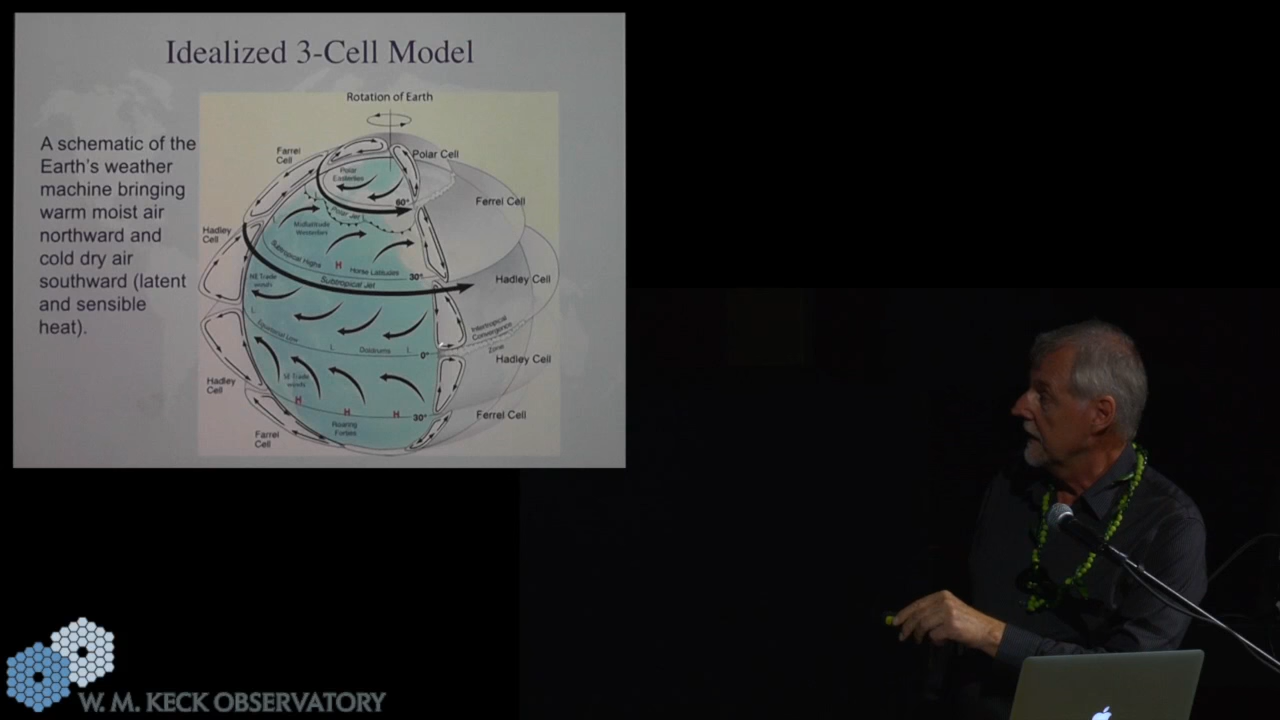 Idealized 3-Cell Model
A schematic of the
Earth's weather
machine bringing
warm moist air
northward and
cold dry air
southward (latent
and sensible
heat).
Rotation of Earth
Farrel
Cell
Polar Cell
Polar
Easterlies
60°
Ferrel Cell
Polar Jet
L
Midlatitude
Westerlies
Hadley
Cell
Subtropical Highs
H
Horse Latitudes
30°
Hadley Cell
NE Trade
winds
Subtropical Jet
L
Equatorial Low
L
Doldrums
L
0°
Intertropical
Convergence
Zone
Hadley Cell
Hadley
Cell
SE Trade
winds
H
H
H
30°
Ferrel Cell
Roaring
Forties
Farrel
Cell
W. M. KECK OBSERVATORY